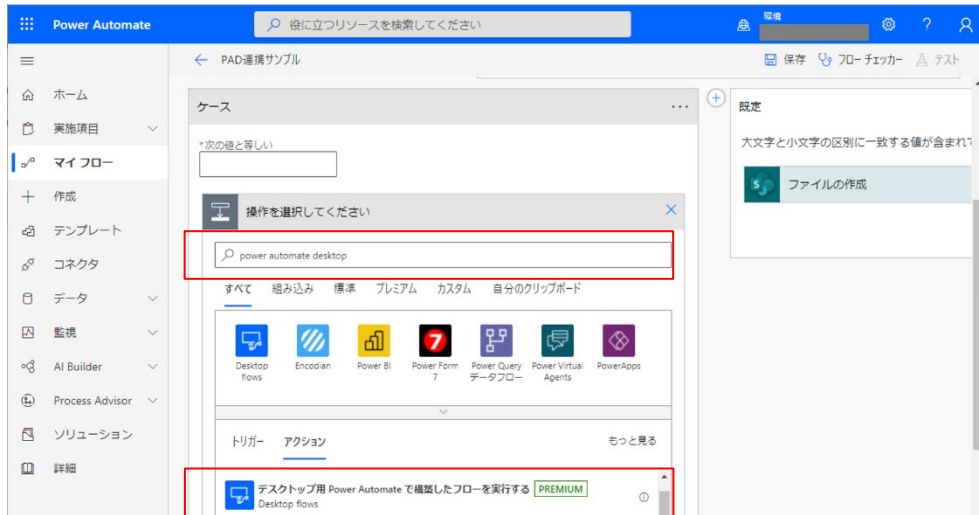 Power Automate
役に立つリソースを検索してください
環境
?
PAD連携サンプル
保存 フロー チェッカー テスト
ホーム
実施項目
マイ フロー
作成
テンプレート
コネクタ
データ
監視
AI Builder
Process Advisor
ソリューション
詳細
ケース
...
*次の値と等しい
操作を選択してください
power automate desktop
すべて 組み込み 標準 プレミアム カスタム 自分のクリップボード
Desktop flows
Encodian
Power BI
7
Power Form 7
Power Query データフロー
Power Virtual Agents
PowerApps
トリガー アクション もっと見る
デスクトップ用 Power Automate で構築したフローを実行する PREMIUM
Desktop flows
既定
大文字と小文字の区別に一致する値が含まれて
S
ファイルの作成